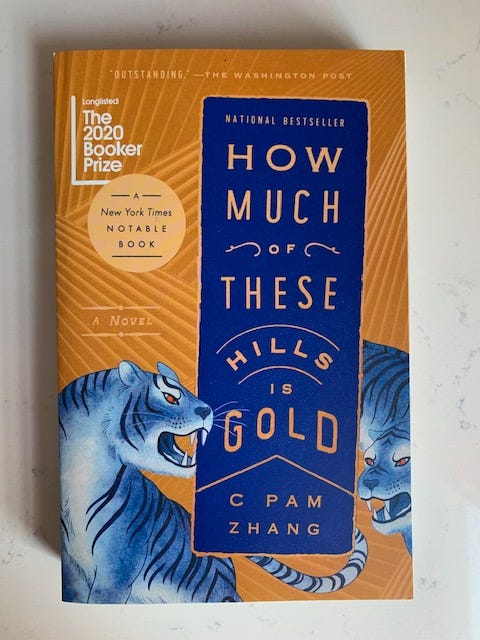 "OUTSTANDING."—THE WASHINGTON POST
Longlisted
The
2020
Booker
Prize
A
New York Times
NOTABLE
BOOK
A NOVEL
NATIONAL BESTSELLER
HOW
MUCH
OF
THESE
HILLS
IS
GOLD
C PAM
ZHANG